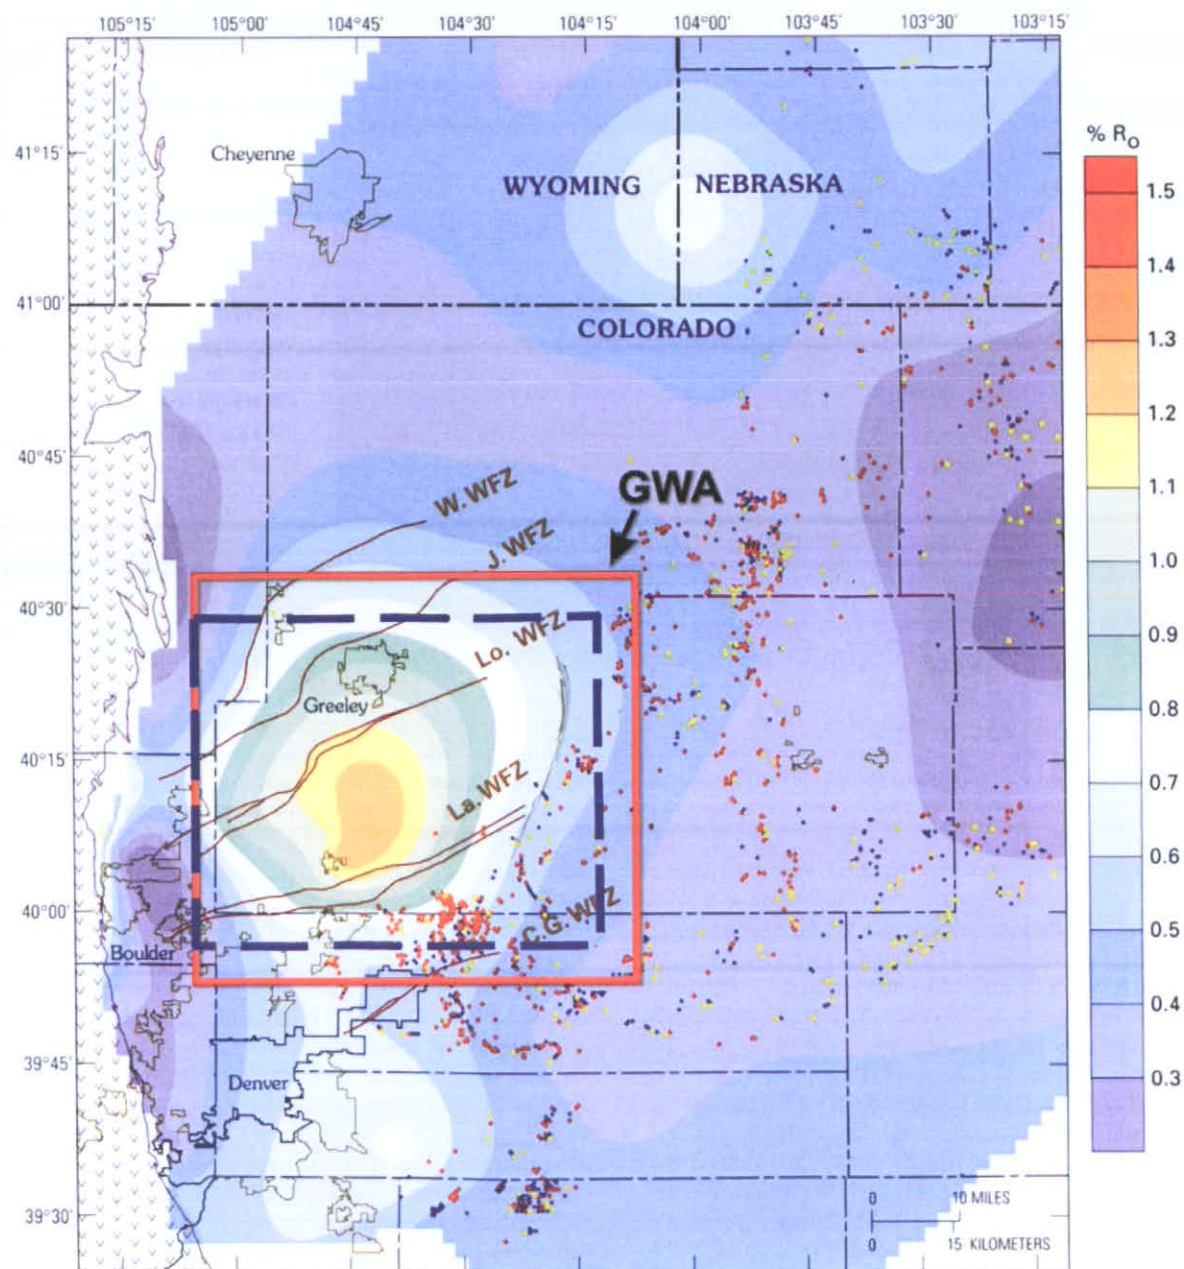 105°15' 105°00' 104°45' 104°30' 104°15' 104°00' 103°45' 103°30' 103°15'
% Ro
41°15'
Cheyenne
WYOMING NEBRASKA
1.5
1.4
41°00'
COLORADO
1.3
1.2
40°45'
W. WFZ
GWA
1.1
J. WFZ
1.0
40°30'
Lo. WFZ
0.9
Greeley
0.8
40°15'
La. WFZ
0.7
0.6
40°00'
C.G. WFZ
0.5
Boulder
0.4
39°45'
Denver
0.3
39°30'
0 10 MILES
0 15 KILOMETERS